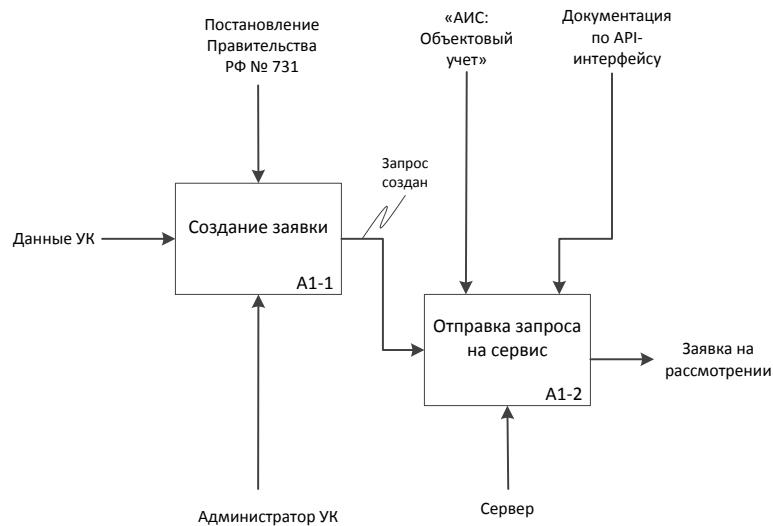 Постановление
Правительства
РФ № 731
«АИС:
Объектовый
учет»
Документация
по API-
интерфейсу
Запрос
создан
Данные УК
Создание заявки
А1-1
Отправка запроса
на сервис
А1-2
Заявка на
рассмотрении
Администратор УК
Сервер